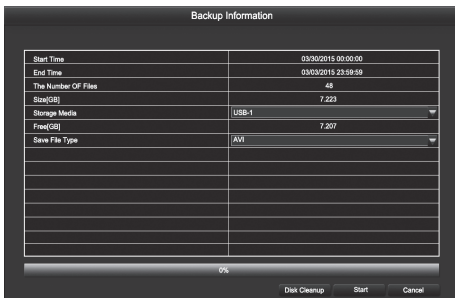 Backup Information
Start Time 03/30/2015 00:00:00
End Time 03/03/2015 23:59:59
The Number OF Files 48
Size[GB] 7.223
Storage Media USB-1
Free[GB] 7.207
Save File Type AVI
0%
Disk Cleanup Start Cancel